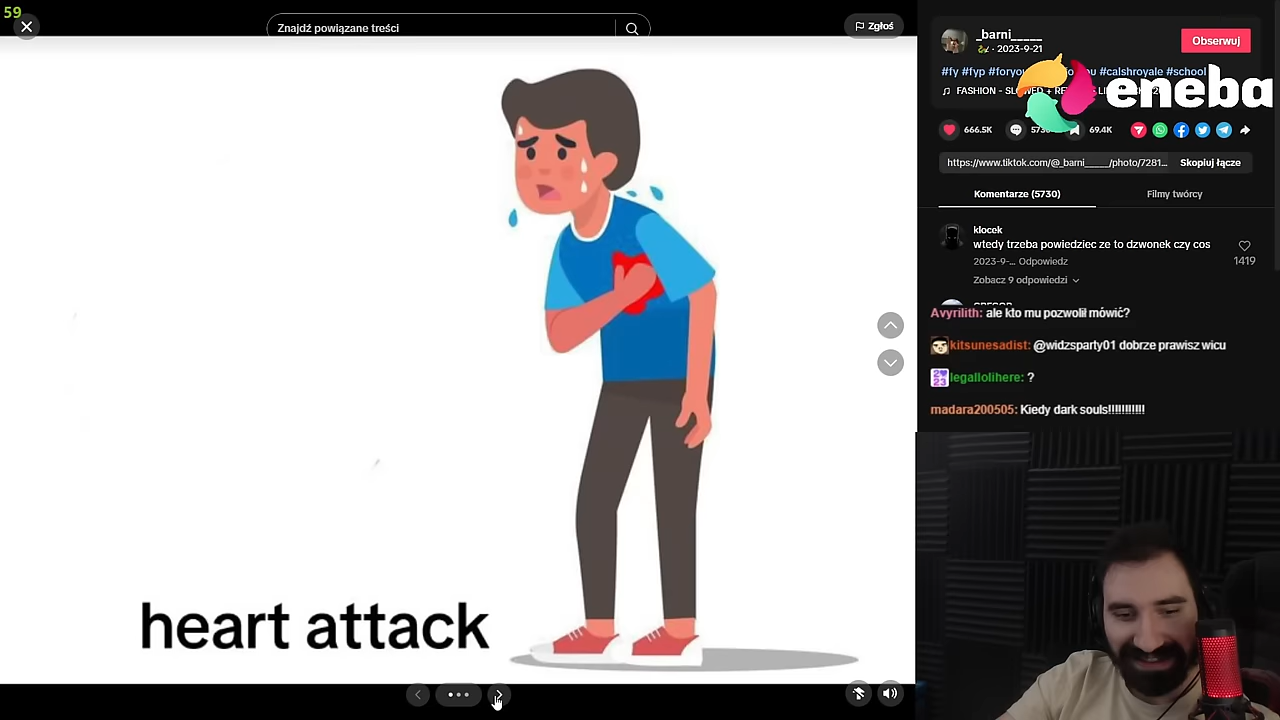 59
Znajdź powiązane treści
Zgłoś
_barni_____
2023-9-21
Obserwuj
#fy #fyp #calshroyale #school
eneba
FASHION
666.5K
69.4K
https://www.tiktok.com/@_barni_____/photo/7281...
Skopiuj łącze
Komentarze (5730)
Filmy twórcy
klocek
wtedy trzeba powiedziec ze to dzwonek czy cos
2023-9-... Odpowiedz
1419
Zobacz 9 odpowiedzi
Avyrilith: ale kto mu pozwolił mówić?
kitsunesadist: @widzsparty01 dobrze prawisz wicu
legallolihere: ?
madara200505: Kiedy dark souls!!!!!!!!!!!
heart attack